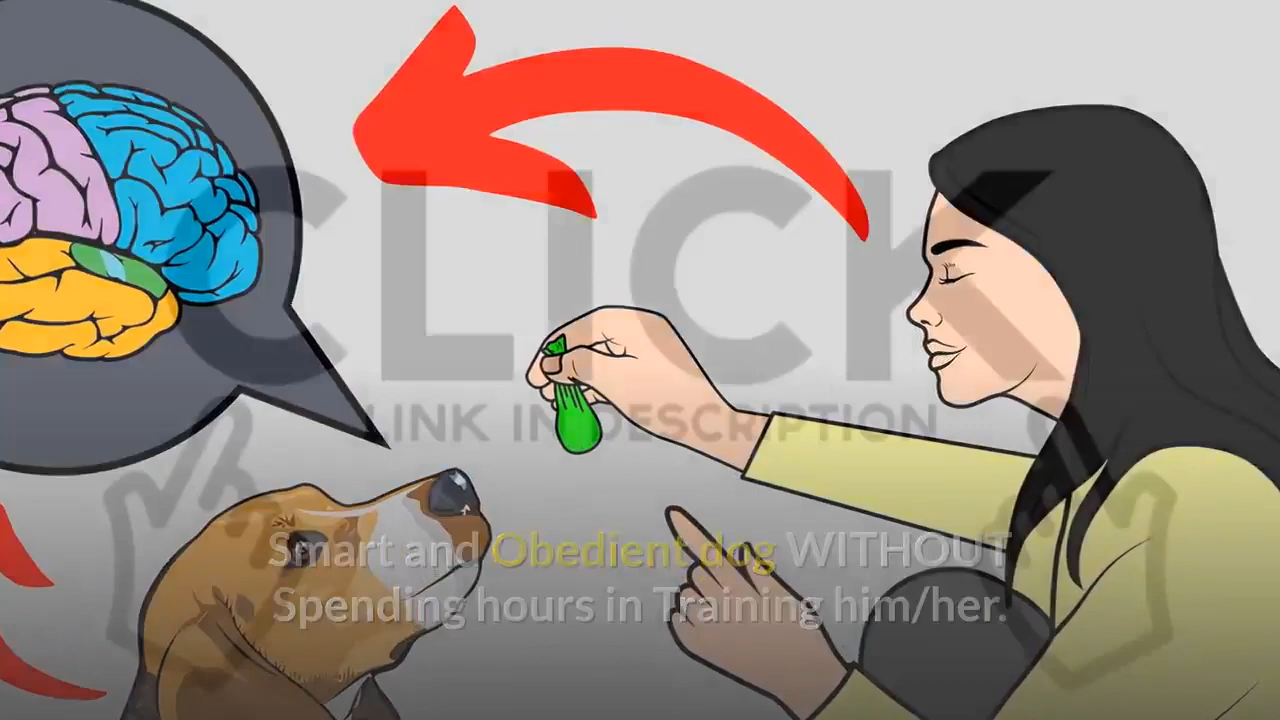 CLICK
LINK IN DESCRIPTION
Smart and Obedient dog WITHOUT
Spending hours in Training him/her.